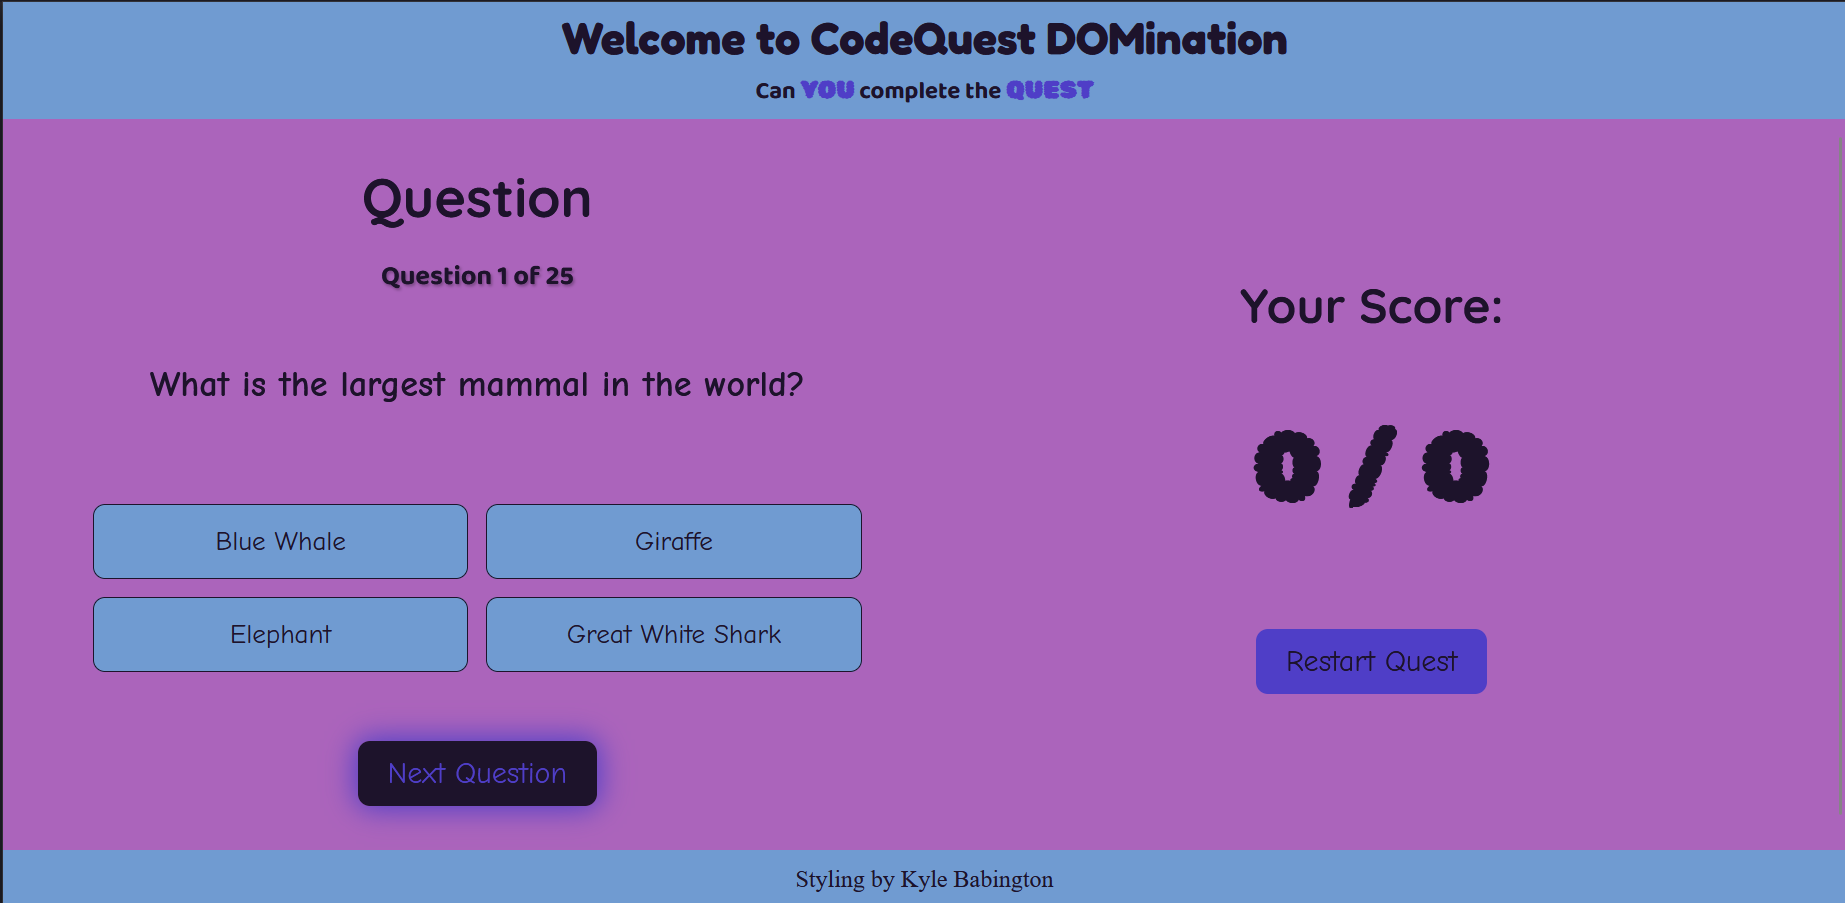 Welcome to CodeQuest DOMination
Can YOU complete the QUEST
Question
Question 1 of 25
What is the largest mammal in the world?
Blue Whale
Giraffe
Elephant
Great White Shark
Next Question
Your Score:
0 / 0
Restart Quest
Styling by Kyle Babington